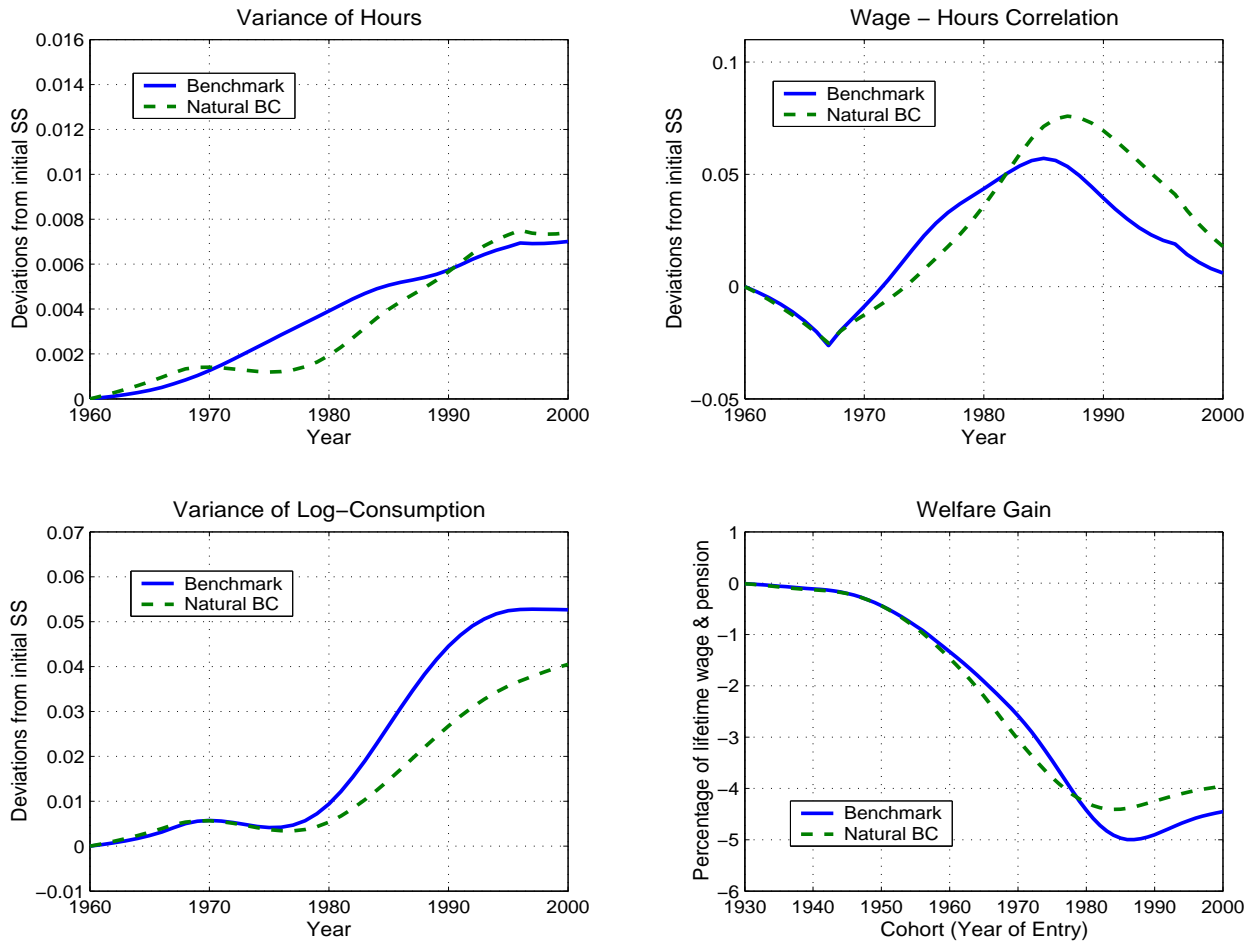 Variance of Hours
Deviations from initial SS
0.016
0.014
0.012
0.01
0.008
0.006
0.004
0.002
0
Benchmark
Natural BC
1960 1970 1980 1990 2000
Year
Wage − Hours Correlation
Deviations from initial SS
0.1
0.05
0
−0.05
Benchmark
Natural BC
1960 1970 1980 1990 2000
Year
Variance of Log−Consumption
Deviations from initial SS
0.07
0.06
0.05
0.04
0.03
0.02
0.01
0
−0.01
Benchmark
Natural BC
1960 1970 1980 1990 2000
Year
Welfare Gain
Percentage of lifetime wage & pension
1
0
−1
−2
−3
−4
−5
−6
Benchmark
Natural BC
1930 1940 1950 1960 1970 1980 1990 2000
Cohort (Year of Entry)